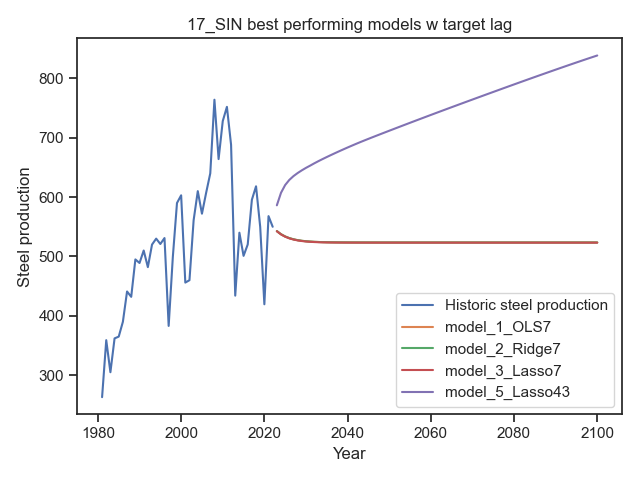 17_SIN best performing models w target lag
Steel production
800
700
600
500
400
300
1980
2000
2020
2040
2060
2080
2100
Year
Historic steel production
model_1_OLS7
model_2_Ridge7
model_3_Lasso7
model_5_Lasso43